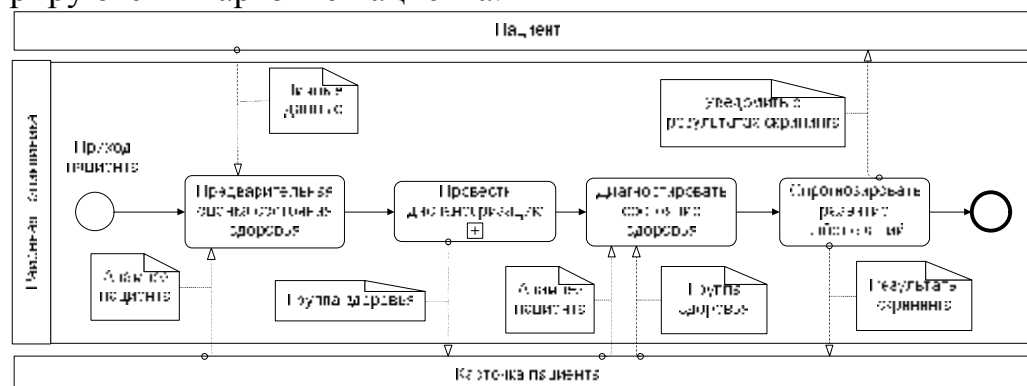 Пациент
Личные
данные
Уведомить о
результатах скрининга
Приход
пациента
Предварительная
оценка состояния
здоровья
Провести
диспансеризацию
Диагностировать
состояние
здоровья
Спрогнозировать
развитие
Анамнез
пациента
Группа здоровья
Анамнез
пациента
Группа
здоровья
Результаты
скрининга
Карточка пациента